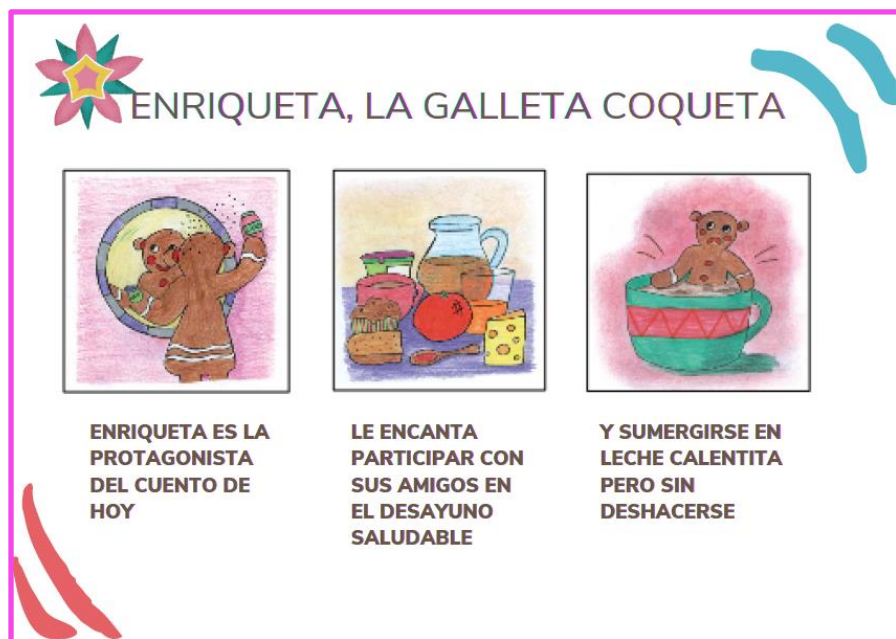 ENRIQUETA, LA GALLETA COQUETA
ENRIQUETA ES LA
PROTAGONISTA
DEL CUENTO DE
HOY
LE ENCANTA
PARTICIPAR CON
SUS AMIGOS EN
EL DESAYUNO
SALUDABLE
Y SUMERGIRSE EN
LECHE CALENTITA
PERO SIN
DESHACERSE